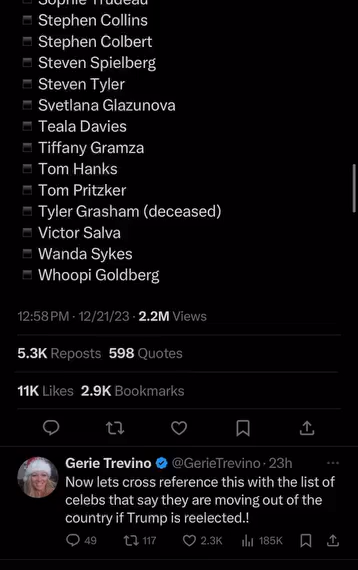 Sophie Trudeau
Stephen Collins
Stephen Colbert
Steven Spielberg
Steven Tyler
Svetlana Glazunova
Teala Davies
Tiffany Gramza
Tom Hanks
Tom Pritzker
Tyler Grasham (deceased)
Victor Salva
Wanda Sykes
Whoopi Goldberg
12:58 PM · 12/21/23 · 2.2M Views
5.3K Reposts 598 Quotes
11K Likes 2.9K Bookmarks
Gerie Trevino @GerieTrevino · 23h
Now lets cross reference this with the list of
celebs that say they are moving out of the
country if Trump is reelected.!
49 117 2.3K 185K